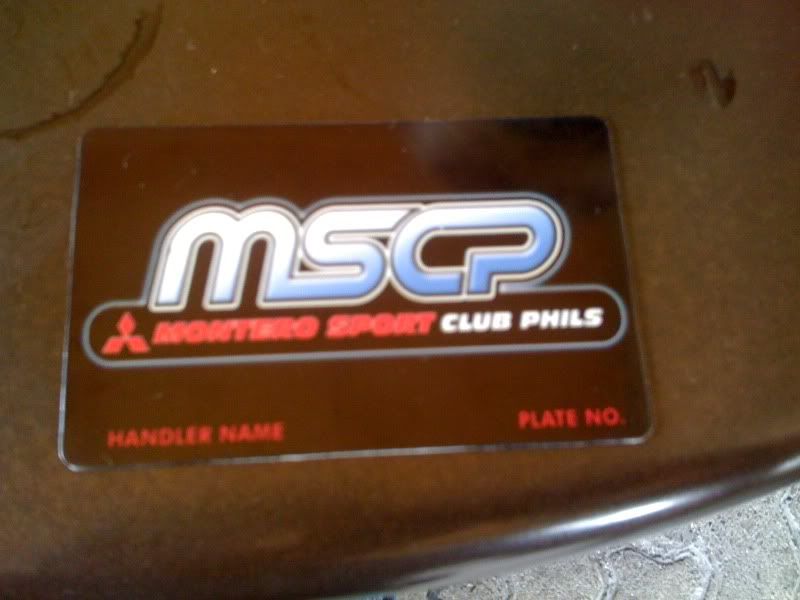 MSCP
MONTERO SPORT CLUB PHILS
HANDLER NAME
PLATE NO.